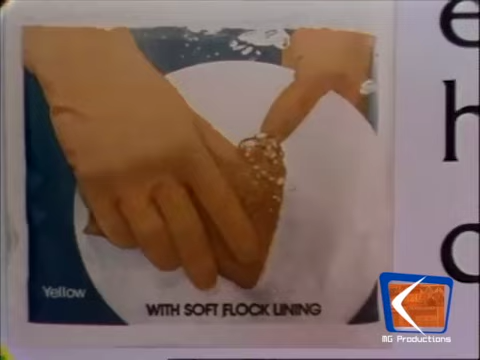 e
h
Yellow
WITH SOFT FLOCK LINING
MG Productions